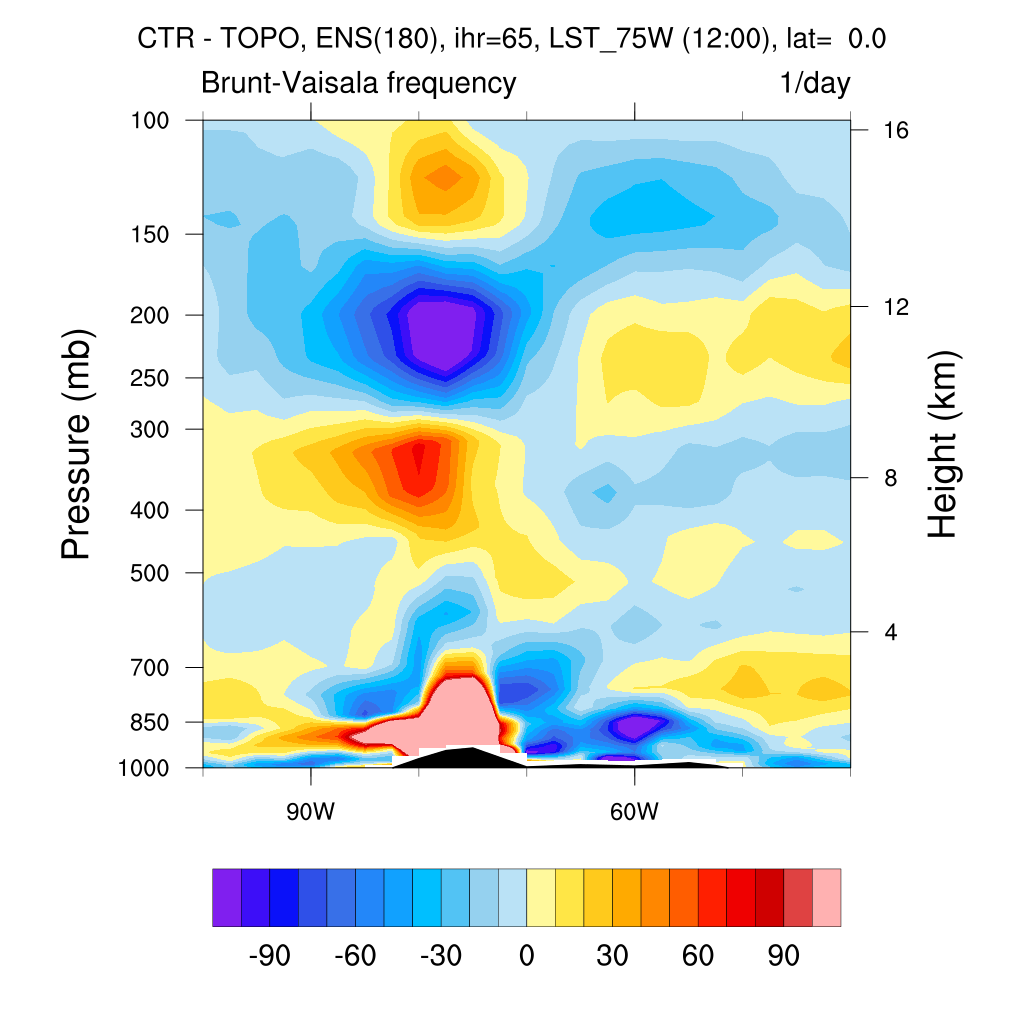 CTR - TOPO, ENS(180), ihr=65, LST_75W (12:00), lat=  0.0
Brunt-Vaisala frequency 1/day
100
150
200
250
300
400
500
700
850
1000
Pressure (mb)
16
12
8
4
Height (km)
90W 60W
-90 -60 -30 0 30 60 90